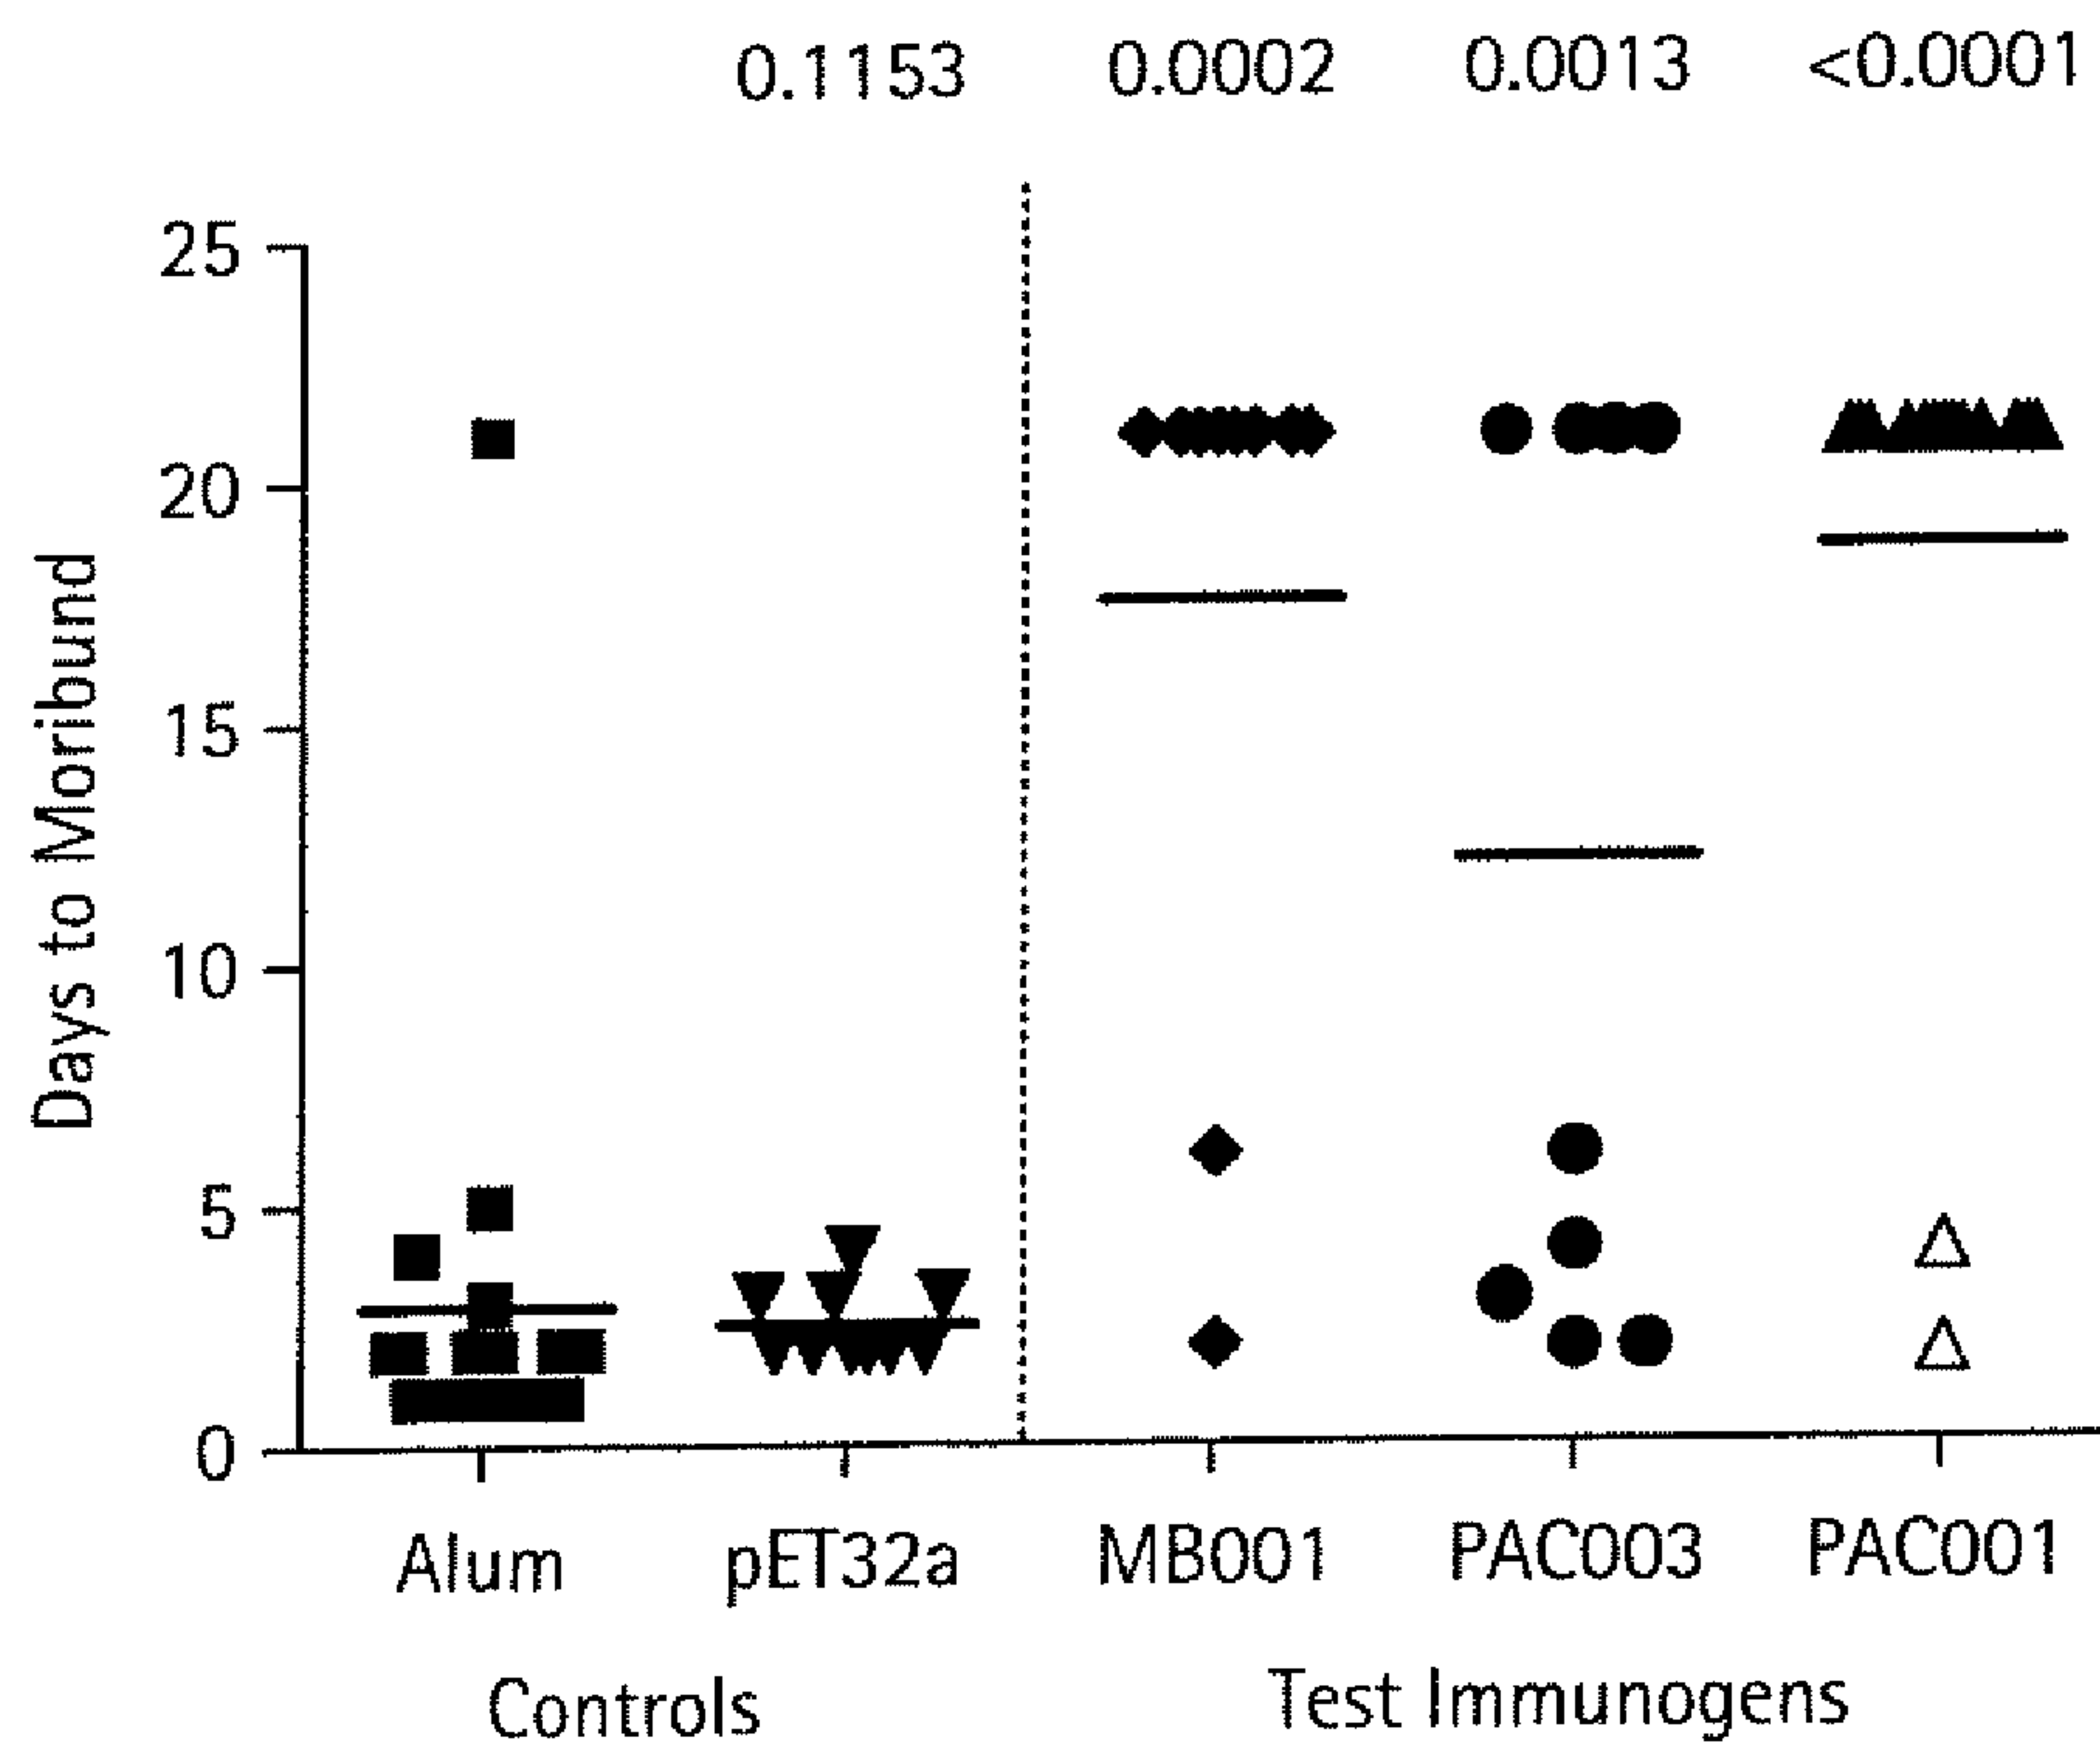 0.1153 0.0002 0.0013 <0.0001
25
20
15
10
5
0
Days to Moribund
Alum pET32a MB001 PAC003 PAC001
Controls Test Immunogens